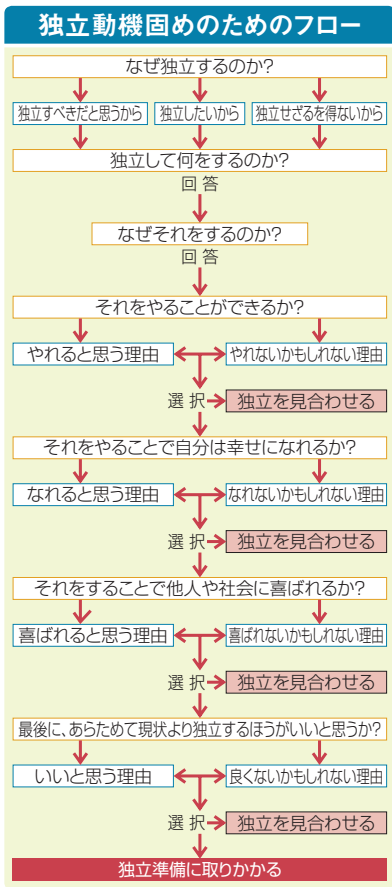 独立動機固めのためのフロー
なぜ独立するのか?
独立すべきだと思うから 独立したいから 独立せざるを得ないから
独立して何をするのか?
回 答
なぜそれをするのか?
回 答
それをやることができるか?
やれると思う理由 やれないかもしれない理由
選 択 独立を見合わせる
それをやることで自分は幸せになれるか?
なれると思う理由 なれないかもしれない理由
選 択 独立を見合わせる
それをすることで他人や社会に喜ばれるか?
喜ばれると思う理由 喜ばれないかもしれない理由
選 択 独立を見合わせる
最後に、あらためて現状より独立するほうがいいと思うか?
いいと思う理由 良くないかもしれない理由
選 択 独立を見合わせる
独立準備に取りかかる